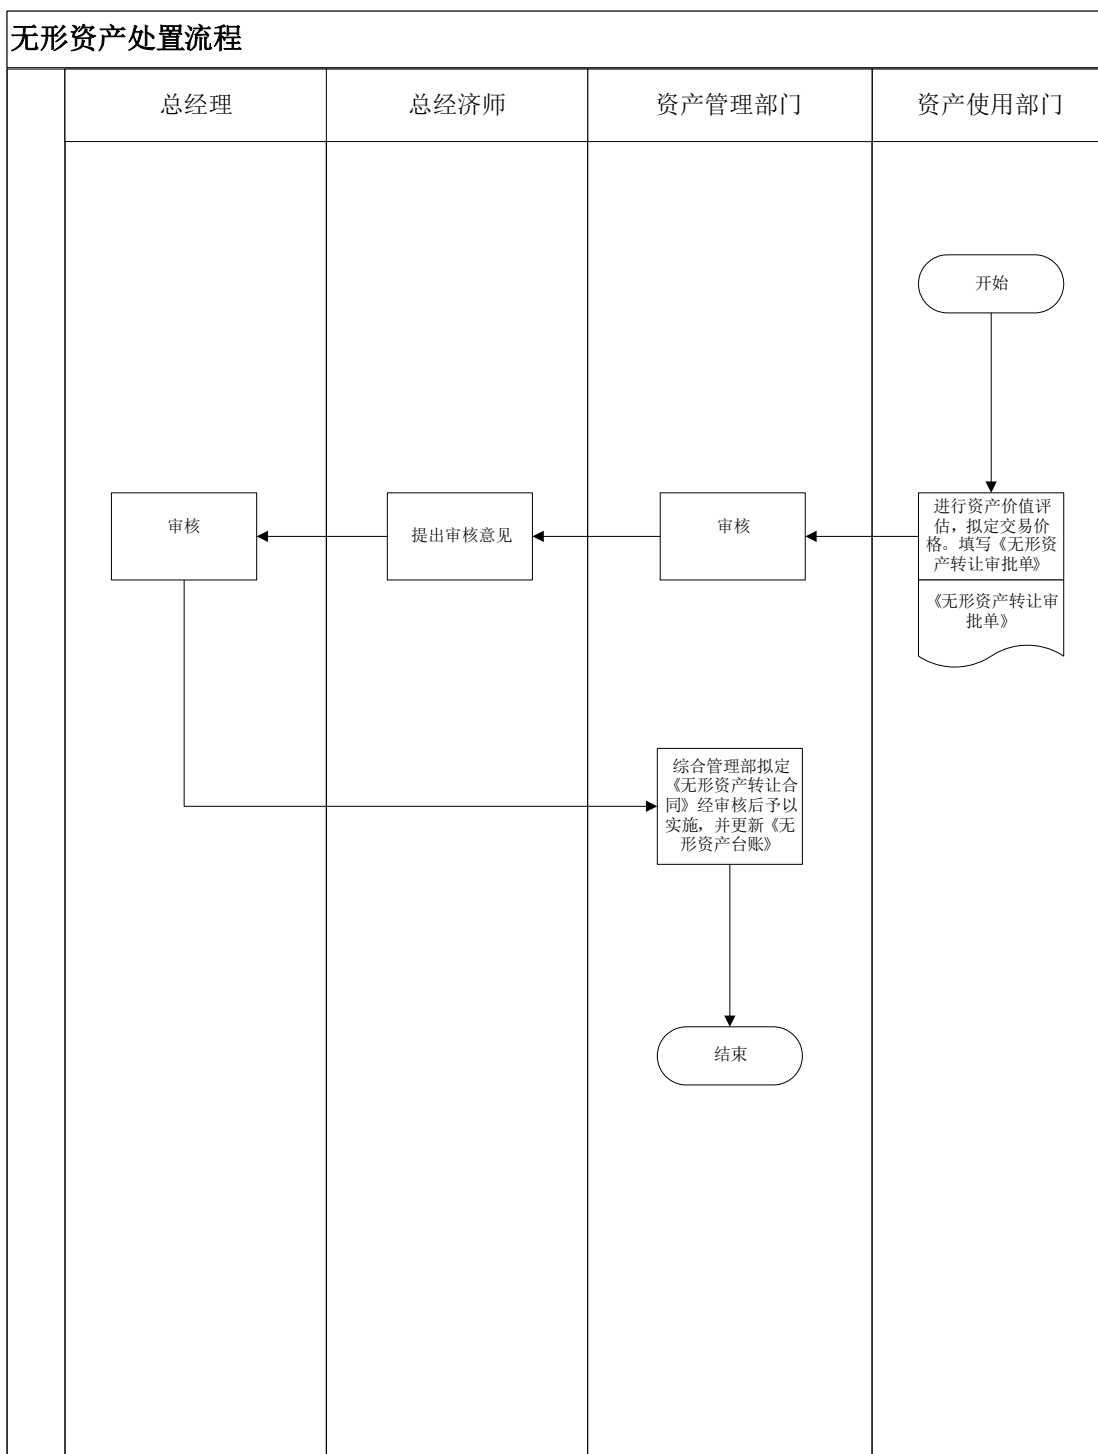 无形资产处置流程
总经理
总经济师
资产管理部门
资产使用部门
开始
审核
提出审核意见
审核
进行资产价值评
估，拟定交易价
格。填写《无形资
产转让审批单》
《无形资产转让审
批单》
综合管理部拟定
《无形资产转让合
同》经审核后予以
实施，并更新《无
形资产台账》
结束